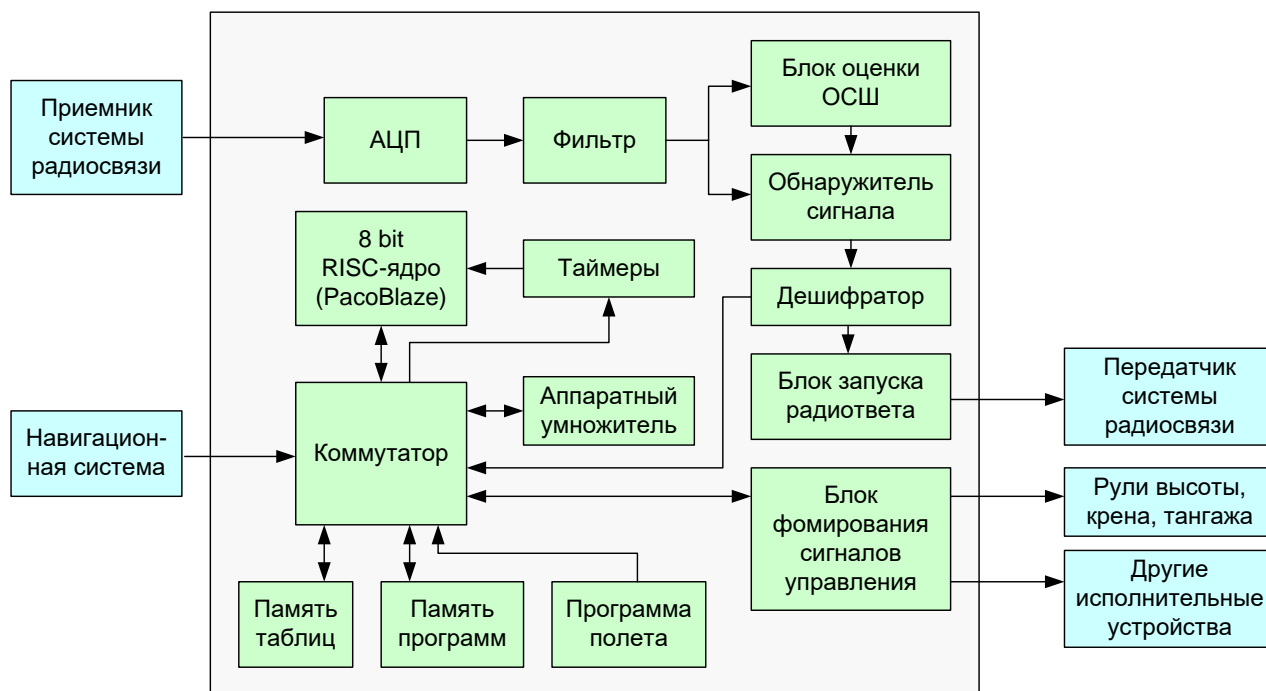 Приемник
системы
радиосвязи
АЦП
Фильтр
Блок оценки
ОСШ
Обнаружитель
сигнала
8 bit
RISC-ядро
(PacoBlaze)
Таймеры
Дешифратор
Блок запуска
радиответа
Передатчик
системы
радиосвязи
Аппаратный
умножитель
Навигацион-
ная система
Коммутатор
Блок
фомирования
сигналов
управления
Рули высоты,
крена, тангажа
Другие
исполнительные
устройства
Память
таблиц
Память
программ
Программа
полета